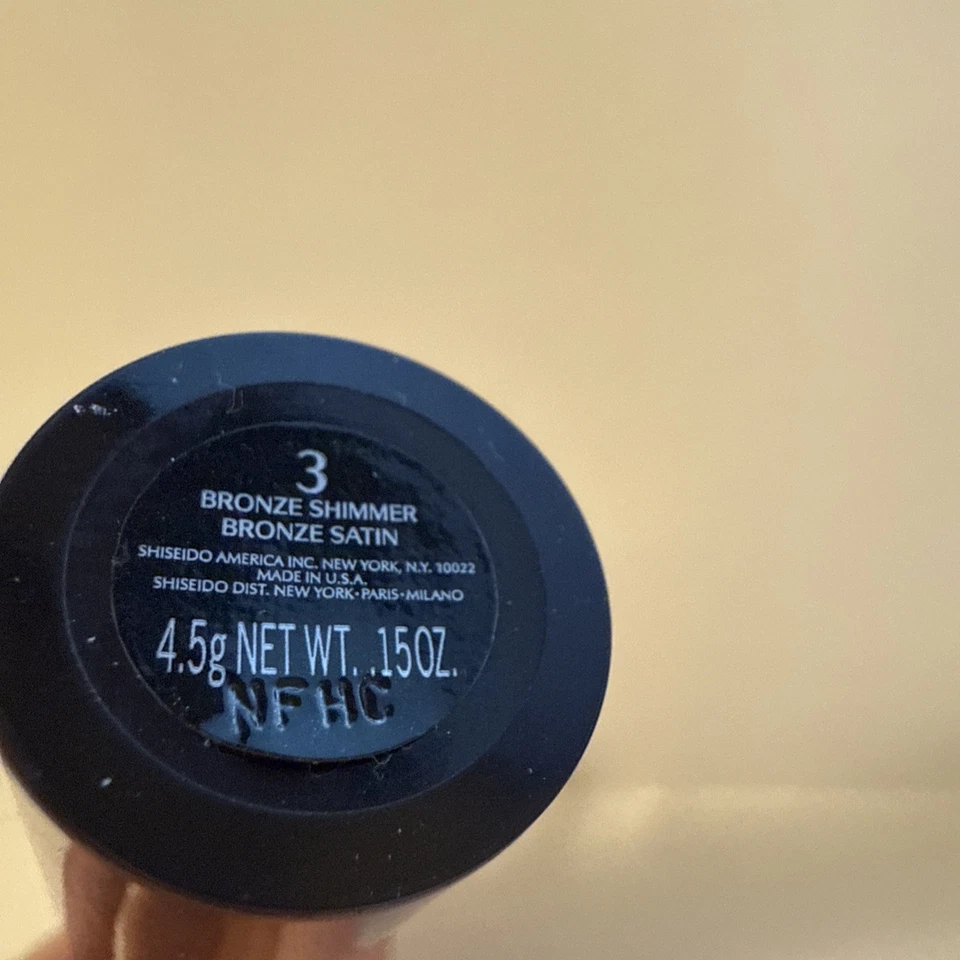 3
BRONZE SHIMMER
BRONZE SATIN
SHISEIDO AMERICA INC. NEW YORK, N.Y. 10022
MADE IN U.S.A.
SHISEIDO DIST. NEW YORK•PARIS•MILANO
4.5g NET WT. .15OZ.
NFHC